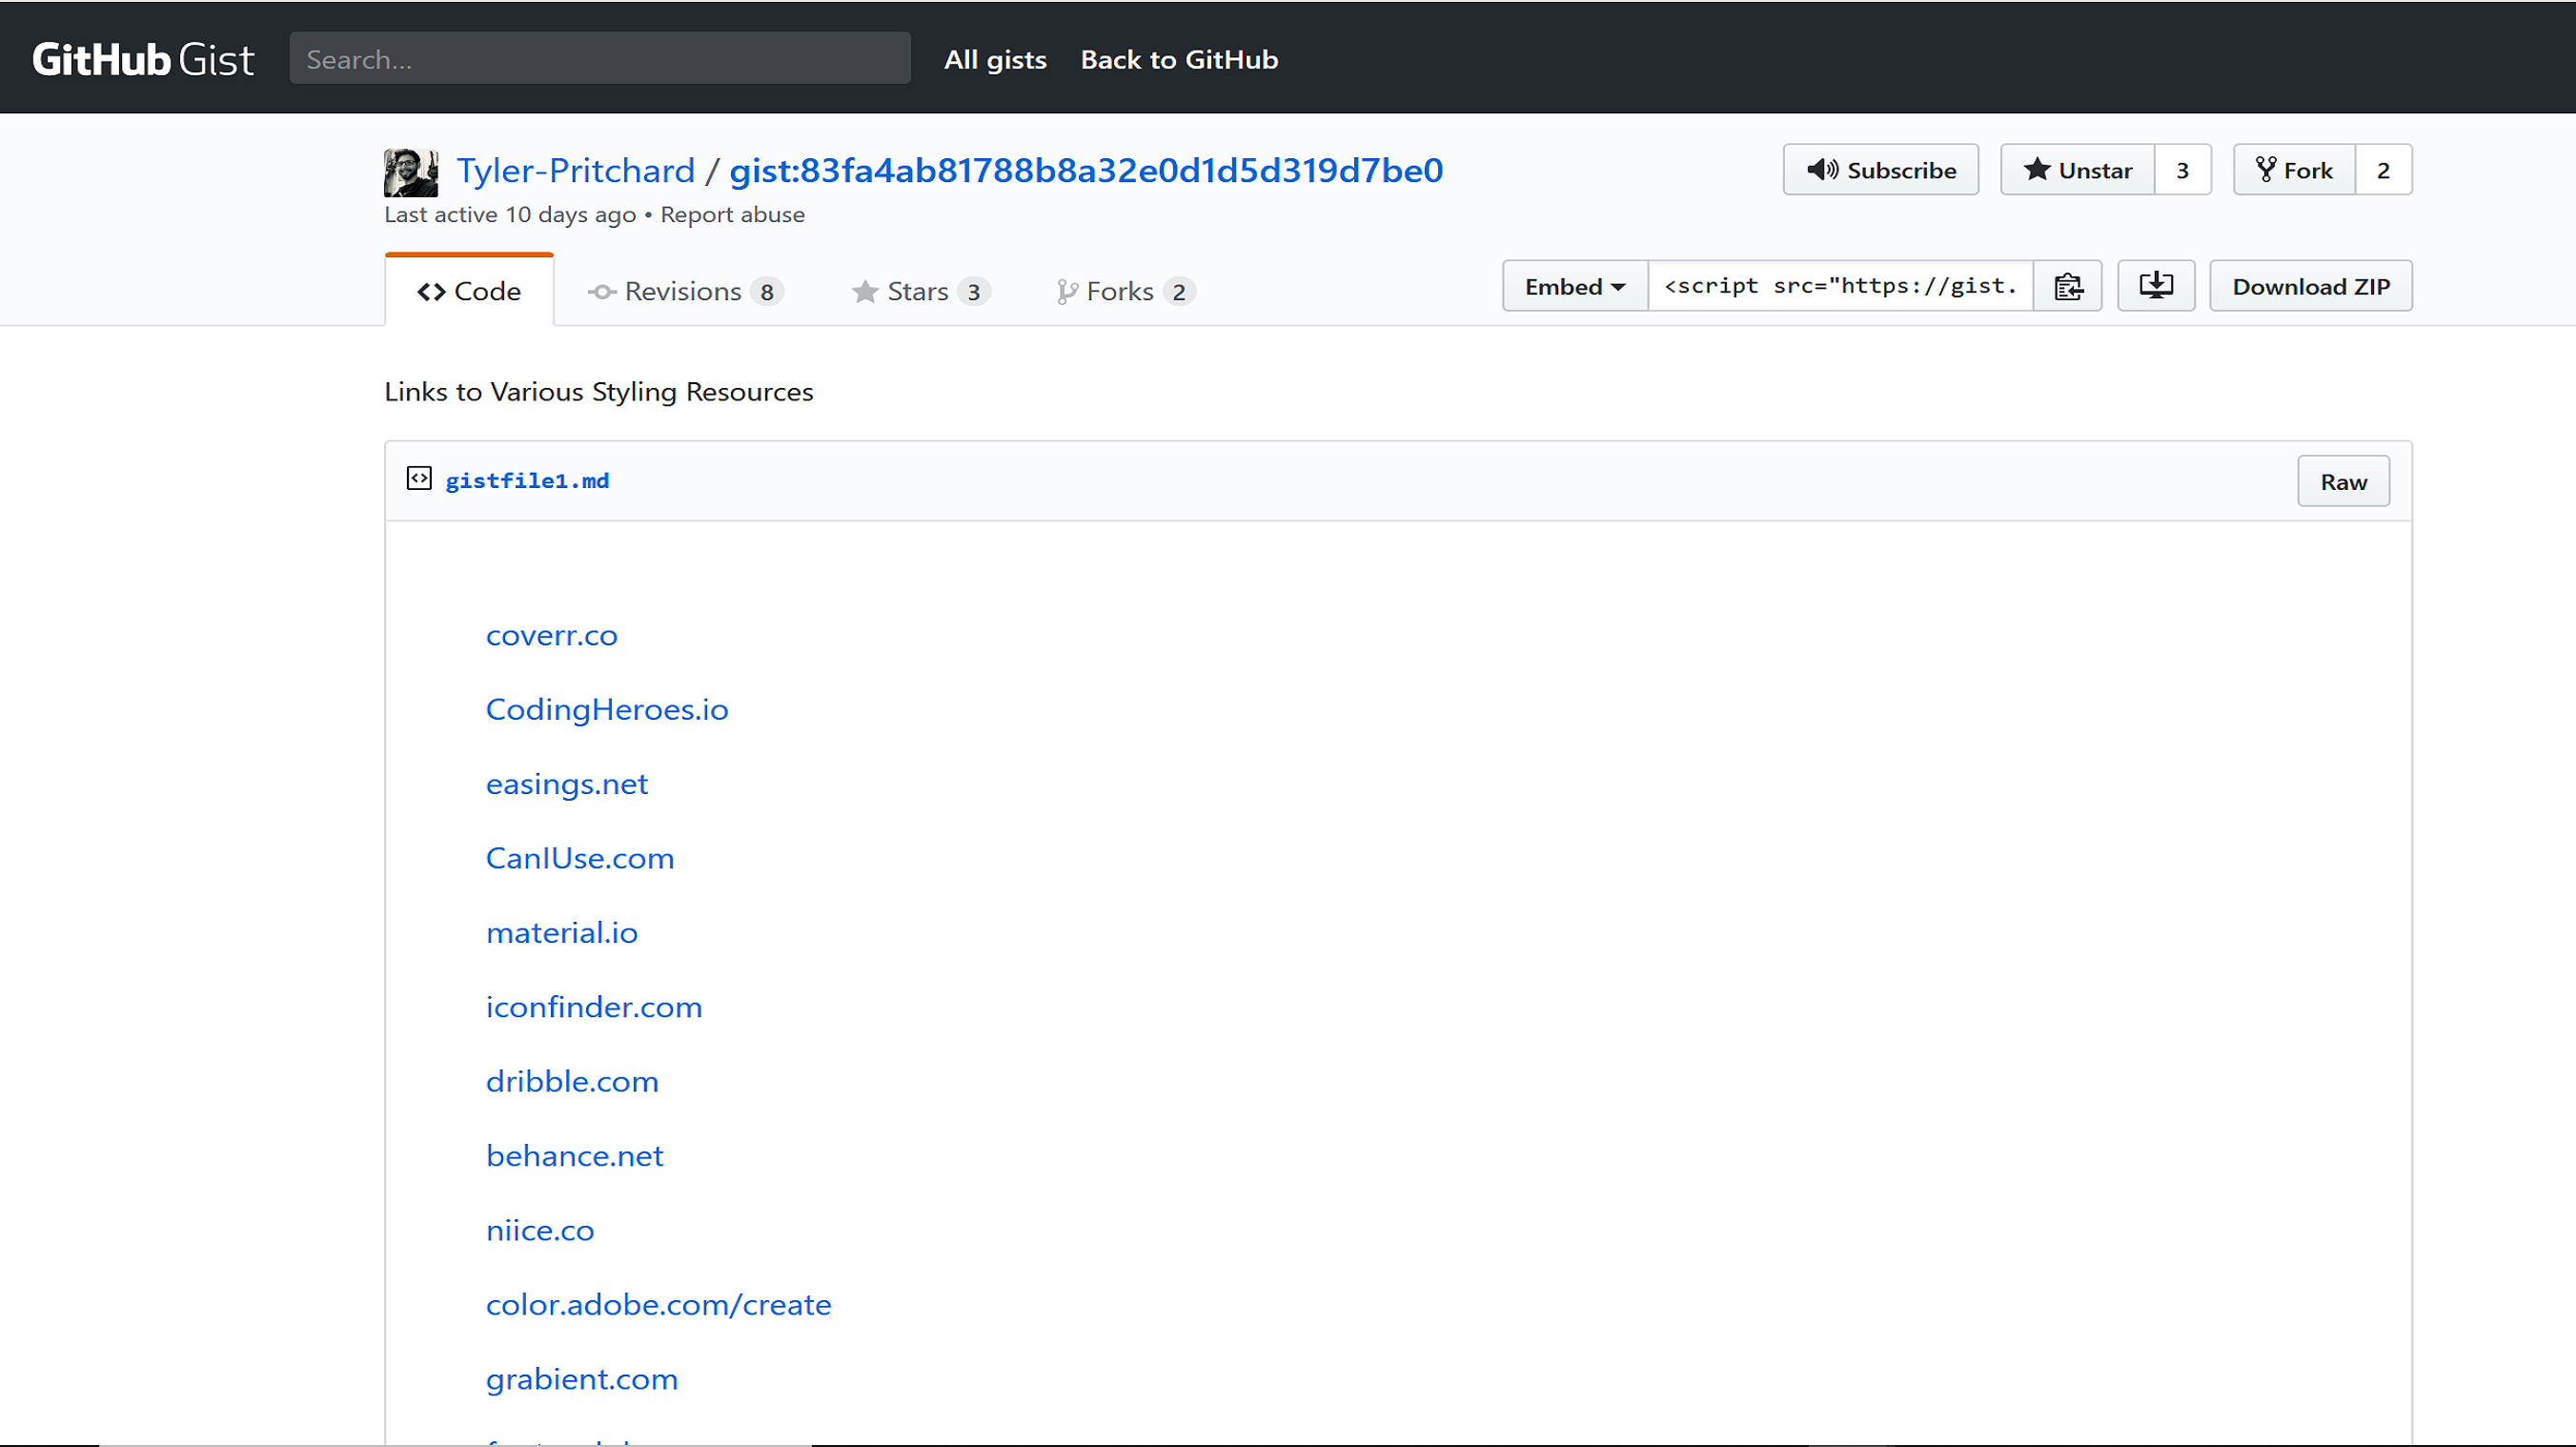 GitHub Gist Search... All gists Back to GitHub
Tyler-Pritchard / gist:83fa4ab81788b8a32e0d1d5d319d7be0 Subscribe Unstar 3 Fork 2
Last active 10 days ago • Report abuse
Code Revisions 8 Stars 3 Forks 2 Embed <script src="https://gist. Download ZIP
Links to Various Styling Resources
gistfile1.md Raw
coverr.co
CodingHeroes.io
easings.net
CanIUse.com
material.io
iconfinder.com
dribble.com
behance.net
niice.co
color.adobe.com/create
grabient.com